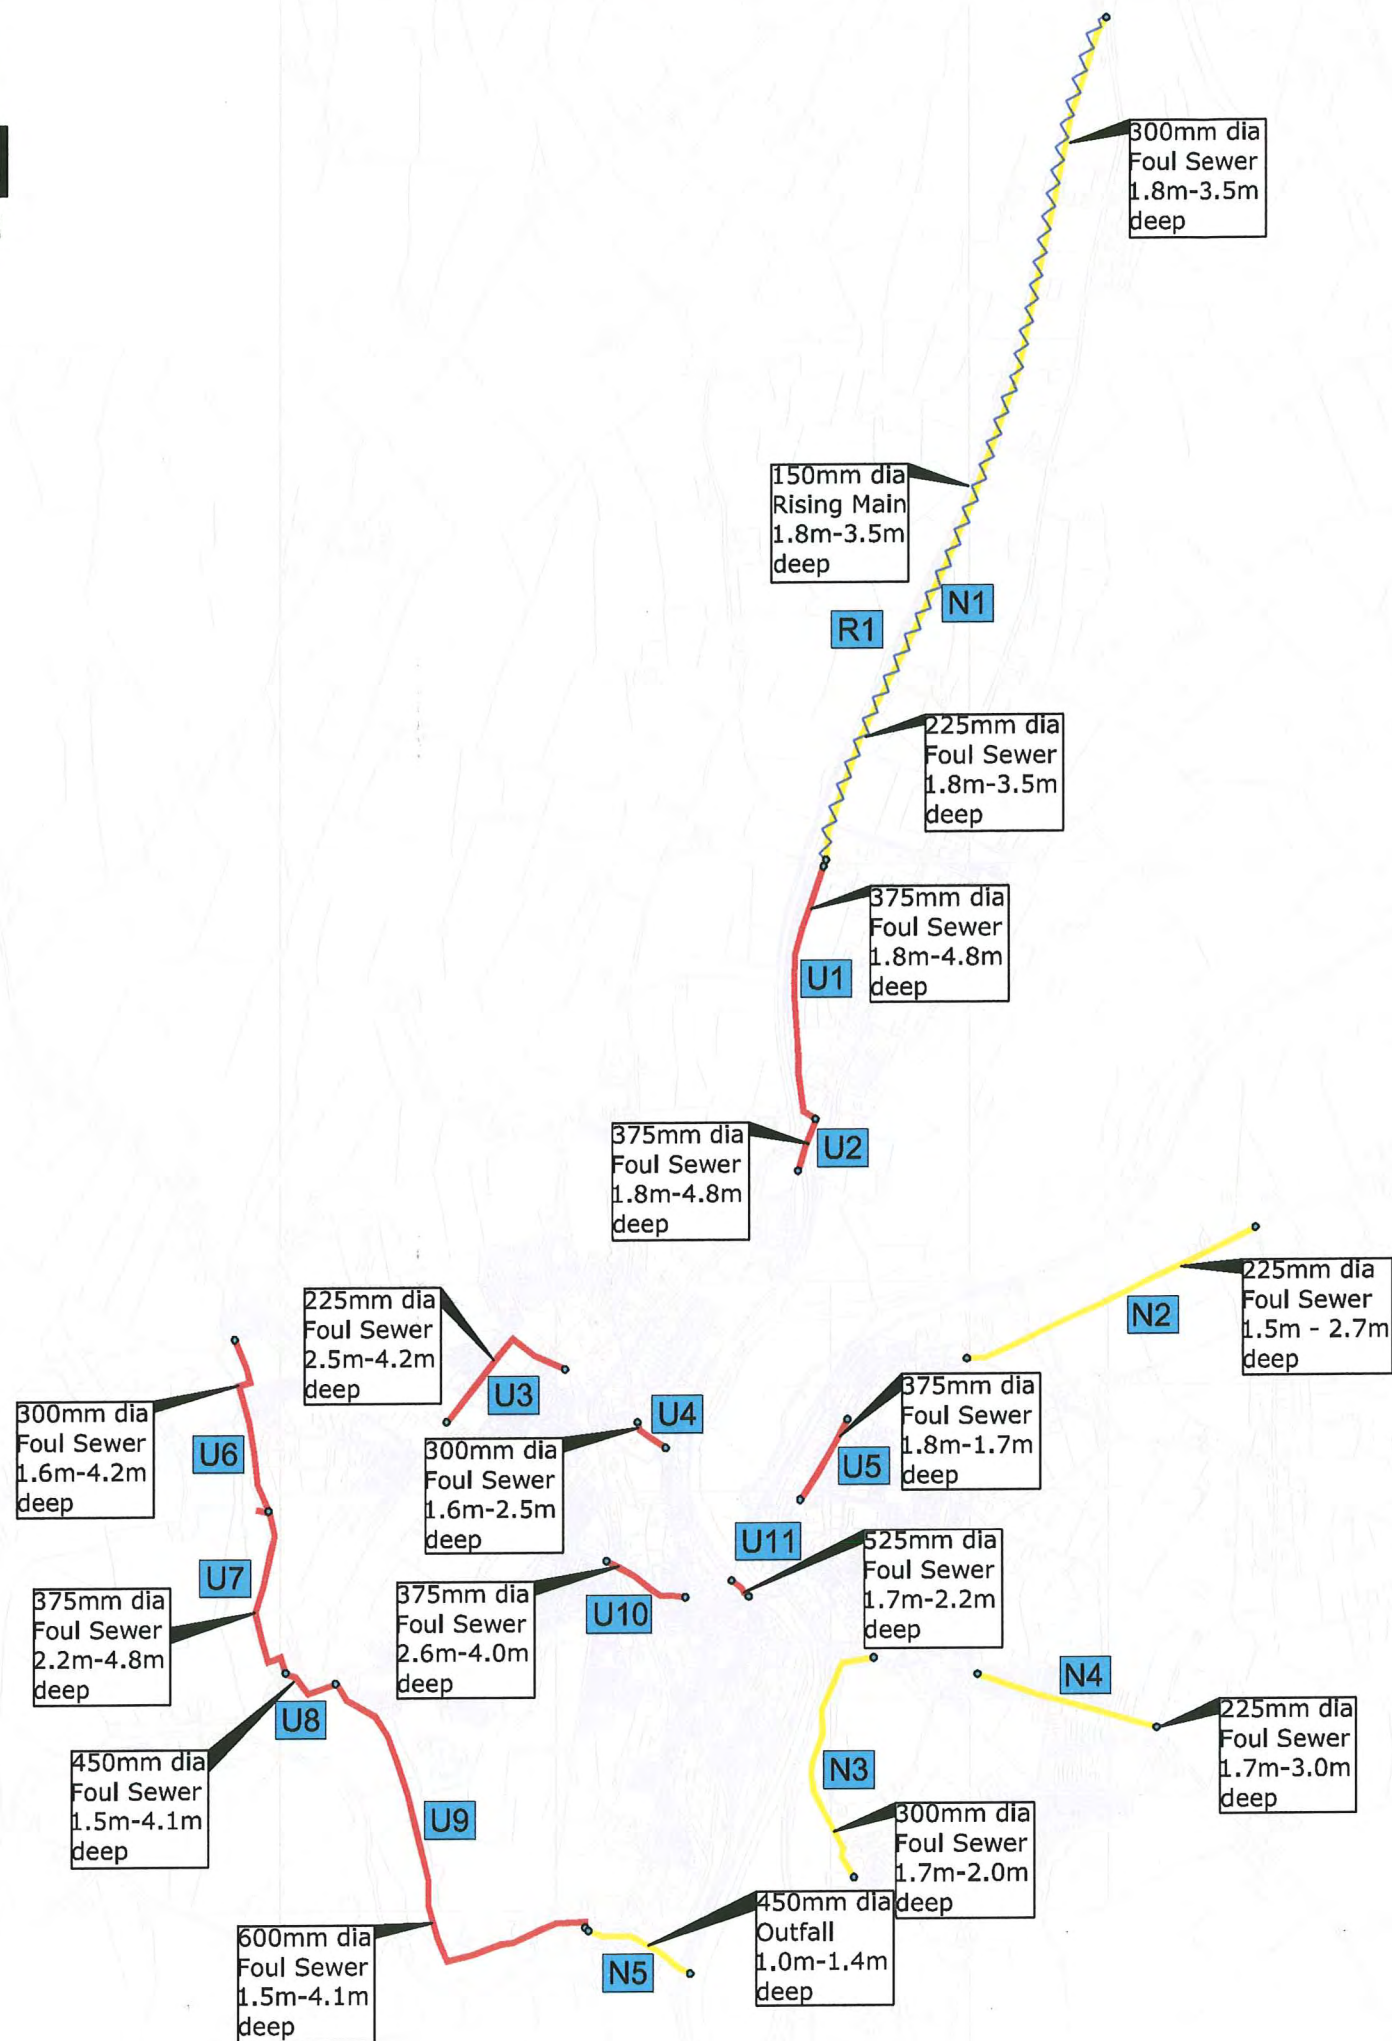 300mm dia
Foul Sewer
1.8m-3.5m
deep
150mm dia
Rising Main
1.8m-3.5m
deep
N1
R1
225mm dia
Foul Sewer
1.8m-3.5m
deep
375mm dia
Foul Sewer
1.8m-4.8m
deep
U1
375mm dia
Foul Sewer
1.8m-4.8m
deep
U2
225mm dia
Foul Sewer
1.5m - 2.7m
deep
N2
225mm dia
Foul Sewer
2.5m-4.2m
deep
U3
300mm dia
Foul Sewer
1.6m-4.2m
deep
U6
U4
300mm dia
Foul Sewer
1.6m-2.5m
deep
375mm dia
Foul Sewer
1.8m-1.7m
deep
U5
U11
525mm dia
Foul Sewer
1.7m-2.2m
deep
U7
375mm dia
Foul Sewer
2.2m-4.8m
deep
375mm dia
Foul Sewer
2.6m-4.0m
deep
U10
N4
225mm dia
Foul Sewer
1.7m-3.0m
deep
U8
450mm dia
Foul Sewer
1.5m-4.1m
deep
N3
300mm dia
Foul Sewer
1.7m-2.0m
deep
U9
450mm dia
Outfall
1.0m-1.4m
deep
600mm dia
Foul Sewer
1.5m-4.1m
deep
N5